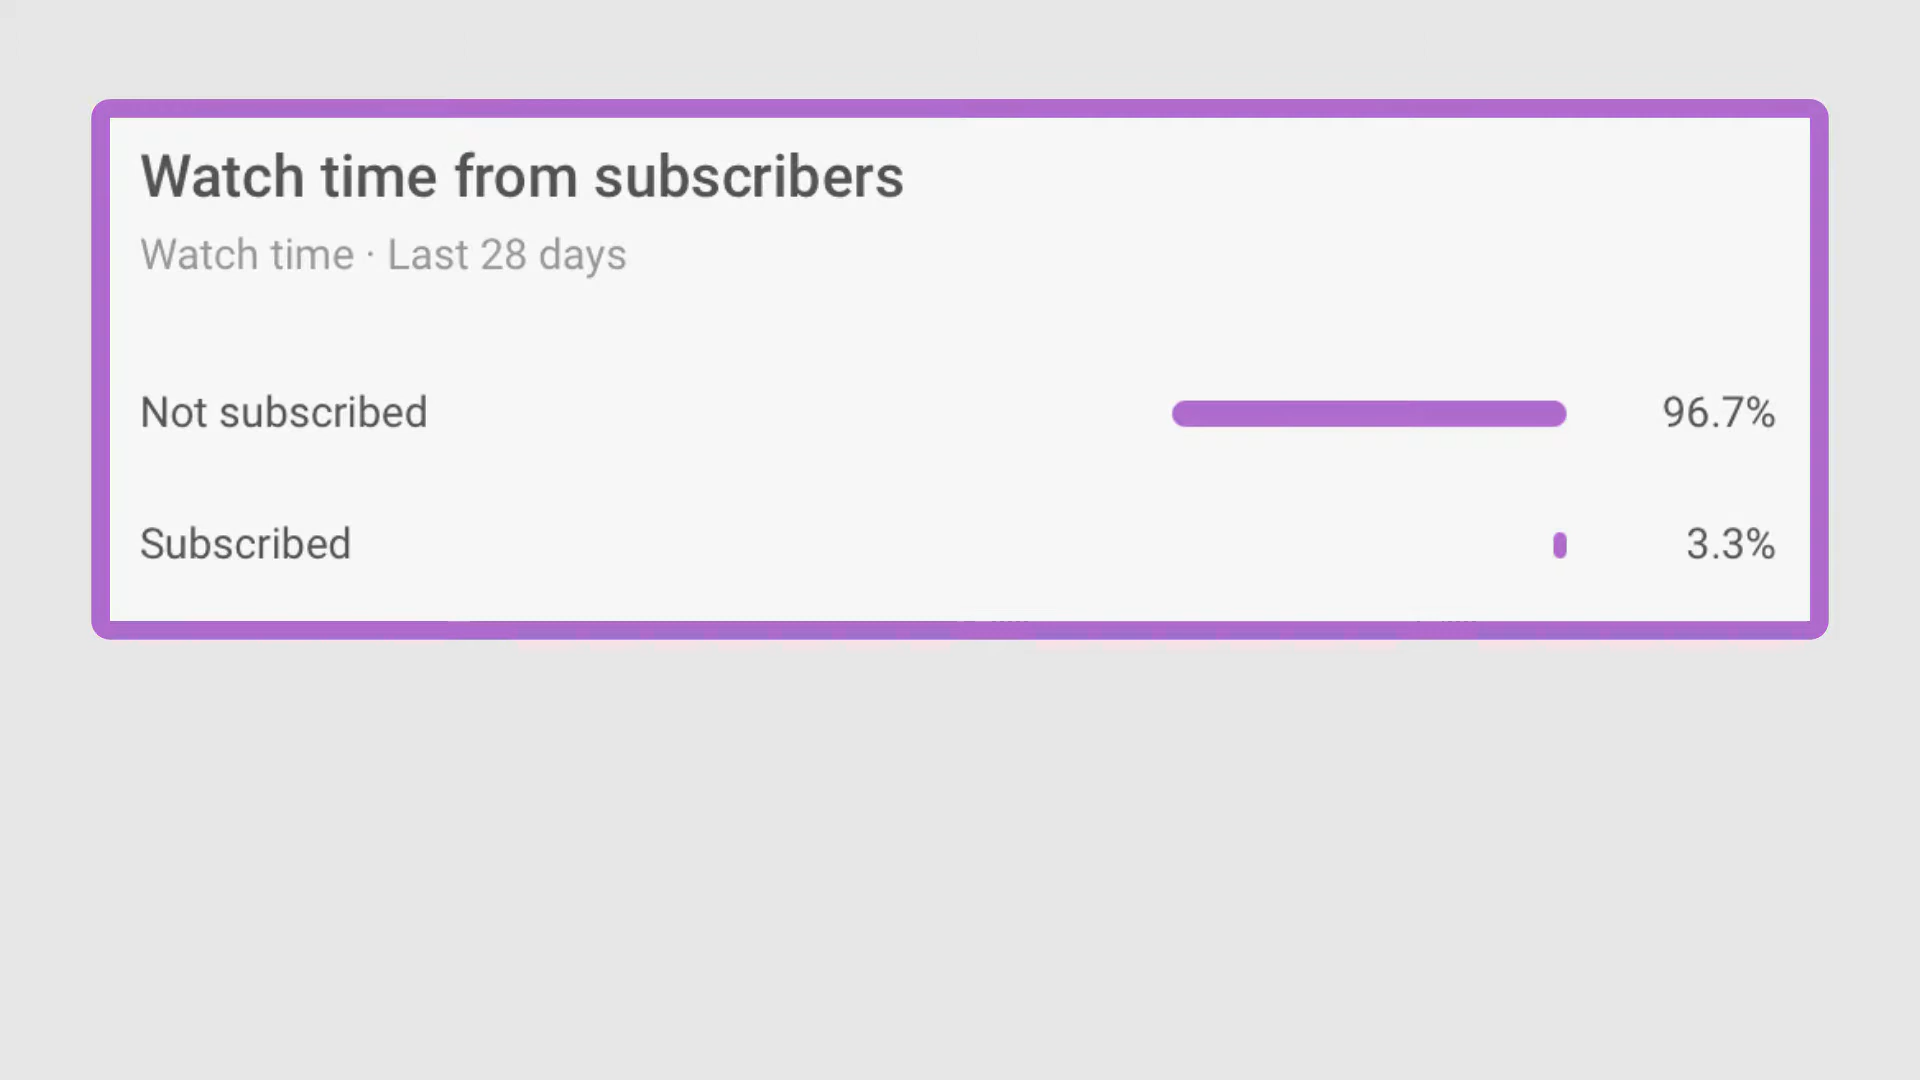 Watch time from subscribers
Watch time · Last 28 days
Not subscribed 96.7%
Subscribed 3.3%